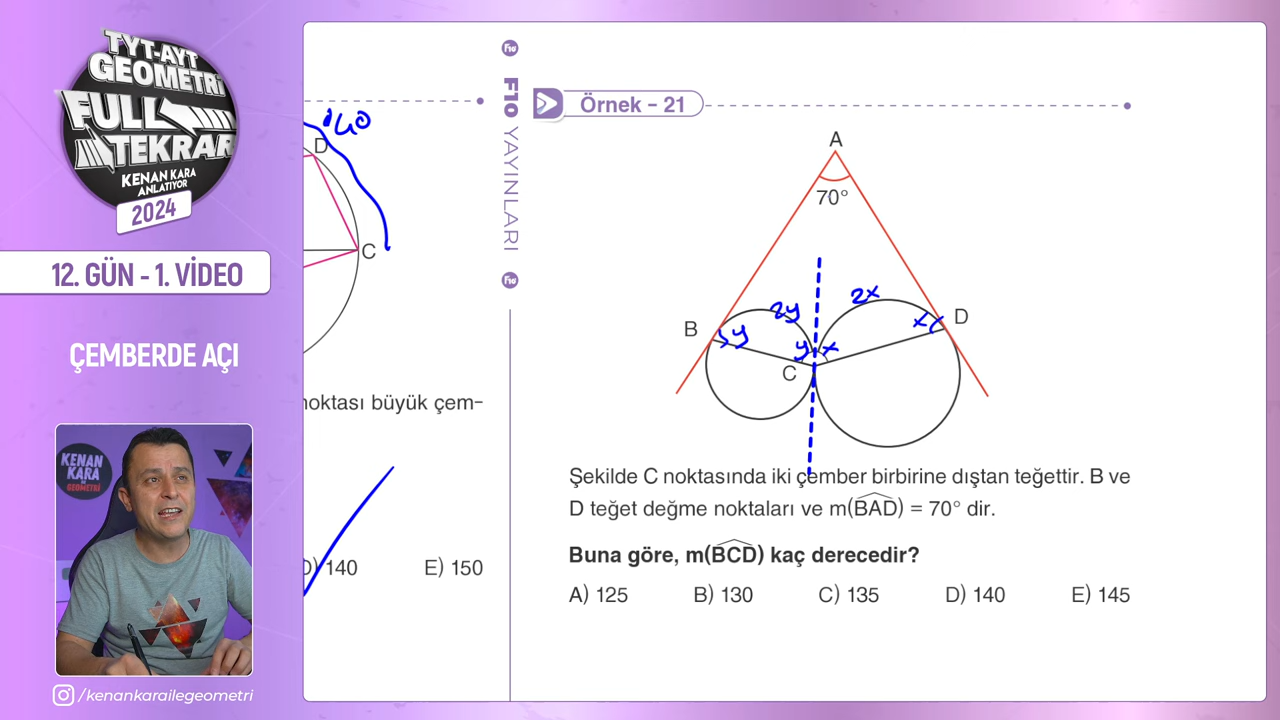 TYT-AYT
GEOMETRİ
FULL
TEKRAR
KENAN KARA
ANLATIYOR
2024
12. GÜN - 1. VİDEO
ÇEMBERDE AÇI
KENAN
KARA
ile
GEOMETRİ
/kenankarailegeometri
140
D
C
noktası büyük çem-
D) 140
E) 150
F10
F10 YAYINLARI
F10
Örnek – 21
A
70°
2x
2y
B
y
y
x
x
D
C
Şekilde C noktasında iki çember birbirine dıştan teğettir. B ve
D teğet değme noktaları ve m(BAD) = 70° dir.
Buna göre, m(BCD) kaç derecedir?
A) 125 B) 130 C) 135 D) 140 E) 145